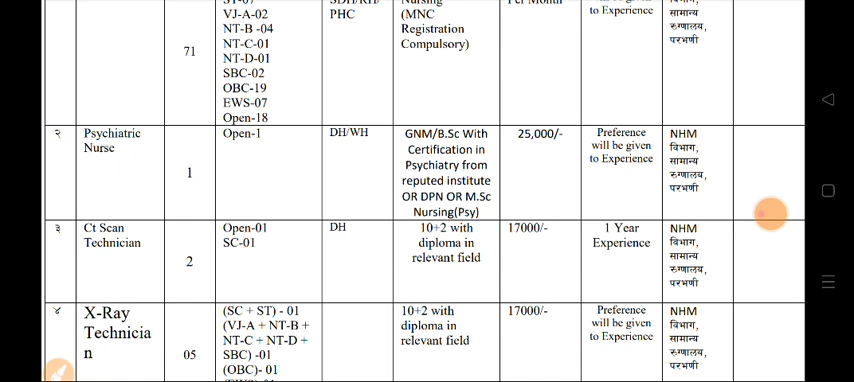 71
VJ-A-02
NT-B -04
NT-C-01
NT-D-01
SBC-02
OBC-19
EWS-07
Open-18
PHC
Nursing
(MNC
Registration
Compulsory)
Per Month
to Experience
सामान्य
रुग्णालय,
परभणी
२
Psychiatric
Nurse
1
Open-1
DH/WH
GNM/B.Sc With
Certification in
Psychiatry from
reputed institute
OR DPN OR M.Sc
Nursing(Psy)
25,000/-
Preference
will be given
to Experience
NHM
विभाग,
सामान्य
रुग्णालय,
परभणी
३
Ct Scan
Technician
2
Open-01
SC-01
DH
10+2 with
diploma in
relevant field
17000/-
1 Year
Experience
NHM
विभाग,
सामान्य
रुग्णालय,
परभणी
४
X-Ray
Technicia
n
05
(SC + ST) - 01
(VJ-A + NT-B +
NT-C + NT-D +
SBC) -01
(OBC)- 01
10+2 with
diploma in
relevant field
17000/-
Preference
will be given
to Experience
NHM
विभाग,
सामान्य
रुग्णालय,
परभणी